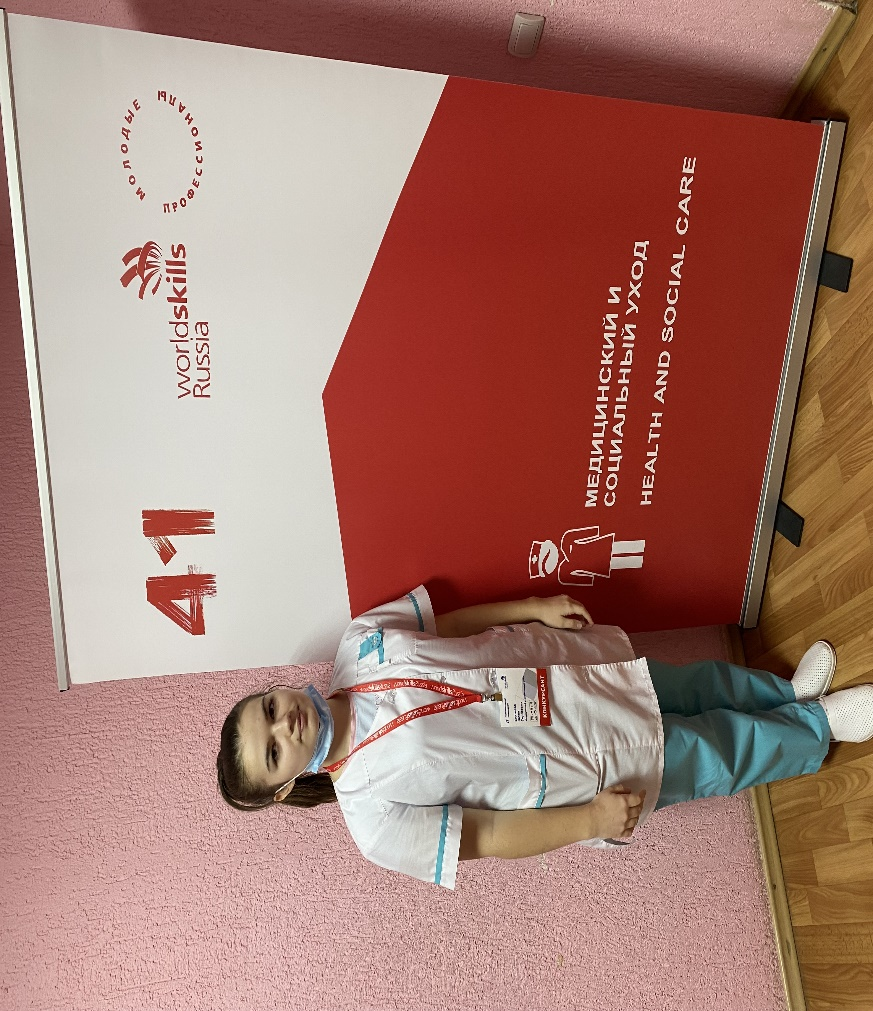 41
worldskills
Russia
МОЛОДЫЕ
ПРОФЕССИОНАЛЫ
МЕДИЦИНСКИЙ И
СОЦИАЛЬНЫЙ УХОД
HEALTH AND SOCIAL CARE
КОНКУРСАНТ